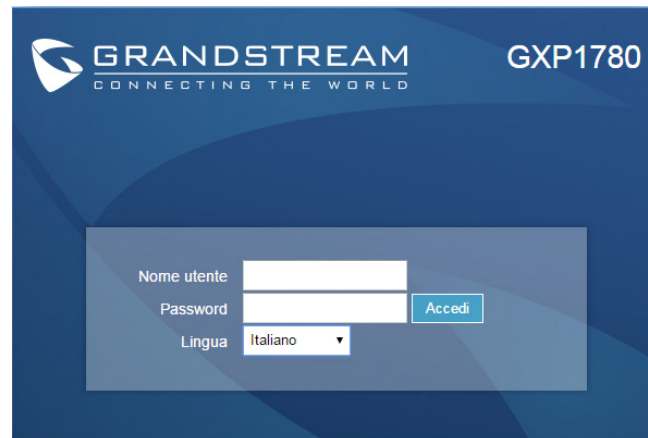 GRANDSTREAM
CONNECTING THE WORLD
GXP1780
Nome utente
Password
Accedi
Lingua
Italiano